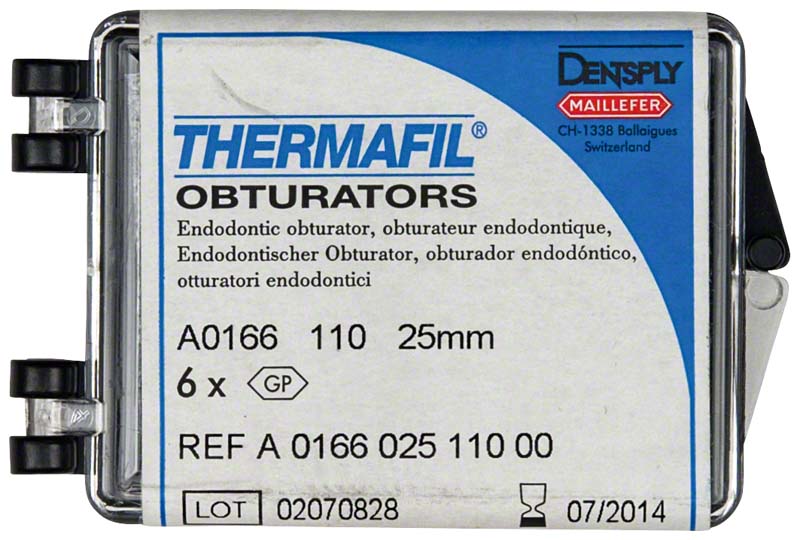 DENTSPLY
MAILLEFER
CH-1338 Ballaigues
Switzerland
THERMAFIL®
OBTURATORS
Endodontic obturator, obturateur endodontique,
Endodontischer Obturator, obturador endodóntico,
otturatori endodontici
A0166 110 25mm
6 x GP
REF A 0166 025 110 00
LOT 02070828 07/2014